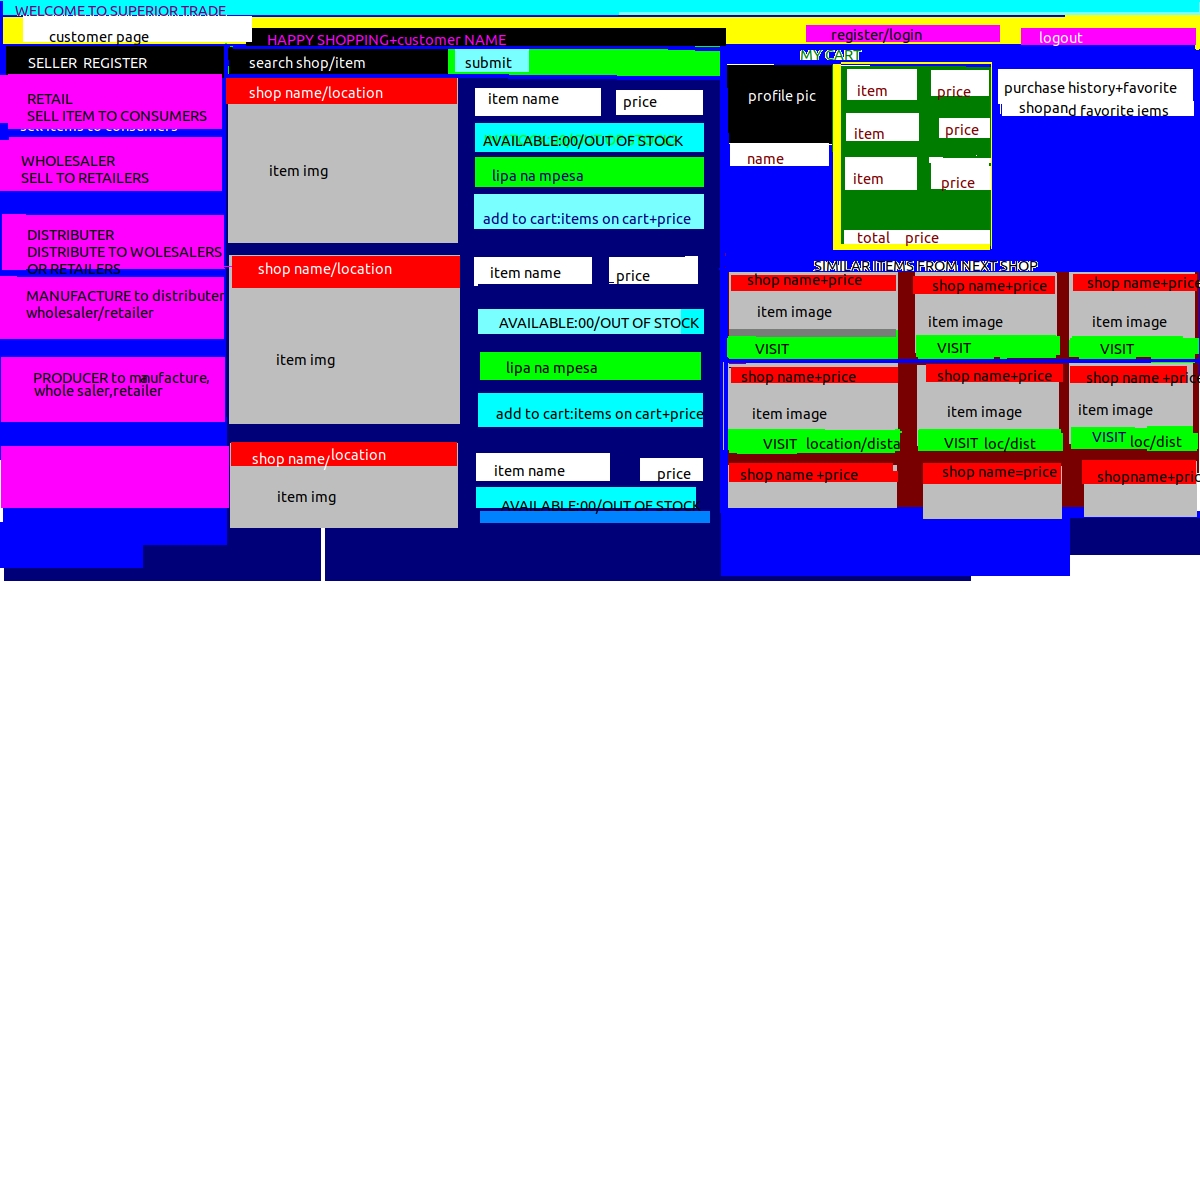 WELCOME TO SUPERIOR TRADE
customer page
HAPPY SHOPPING+customer NAME
register/login
logout
SELLER REGISTER
search shop/item
submit
MY CART
RETAIL
SELL ITEM TO CONSUMERS
sell items to consumers
WHOLESALER
SELL TO RETAILERS
DISTRIBUTER
DISTRIBUTE TO WOLESALERS
OR RETAILERS
MANUFACTURE to distributer
wholesaler/retailer
PRODUCER to manufacture,
whole saler,retailer
shop name/location
item img
item name
price
AVAILABLE:00/OUT OF STOCK
lipa na mpesa
add to cart:items on cart+price
shop name/location
item img
item name
price
AVAILABLE:00/OUT OF STOCK
lipa na mpesa
add to cart:items on cart+price
shop name/location
item img
item name
price
AVAILABLE:00/OUT OF STOCK
profile pic
name
item price
item price
item price
total price
purchase history+favorite
shopand favorite iems
SIMILAR ITEMS FROM NEXT SHOP
shop name+price
item image
VISIT
shop name+price
item image
VISIT
shop name+price
item image
VISIT
shop name+price
item image
VISIT location/dista
shop name+price
item image
VISIT loc/dist
shop name +price
item image
VISIT loc/dist
shop name +price
shop name=price
shopname+pric